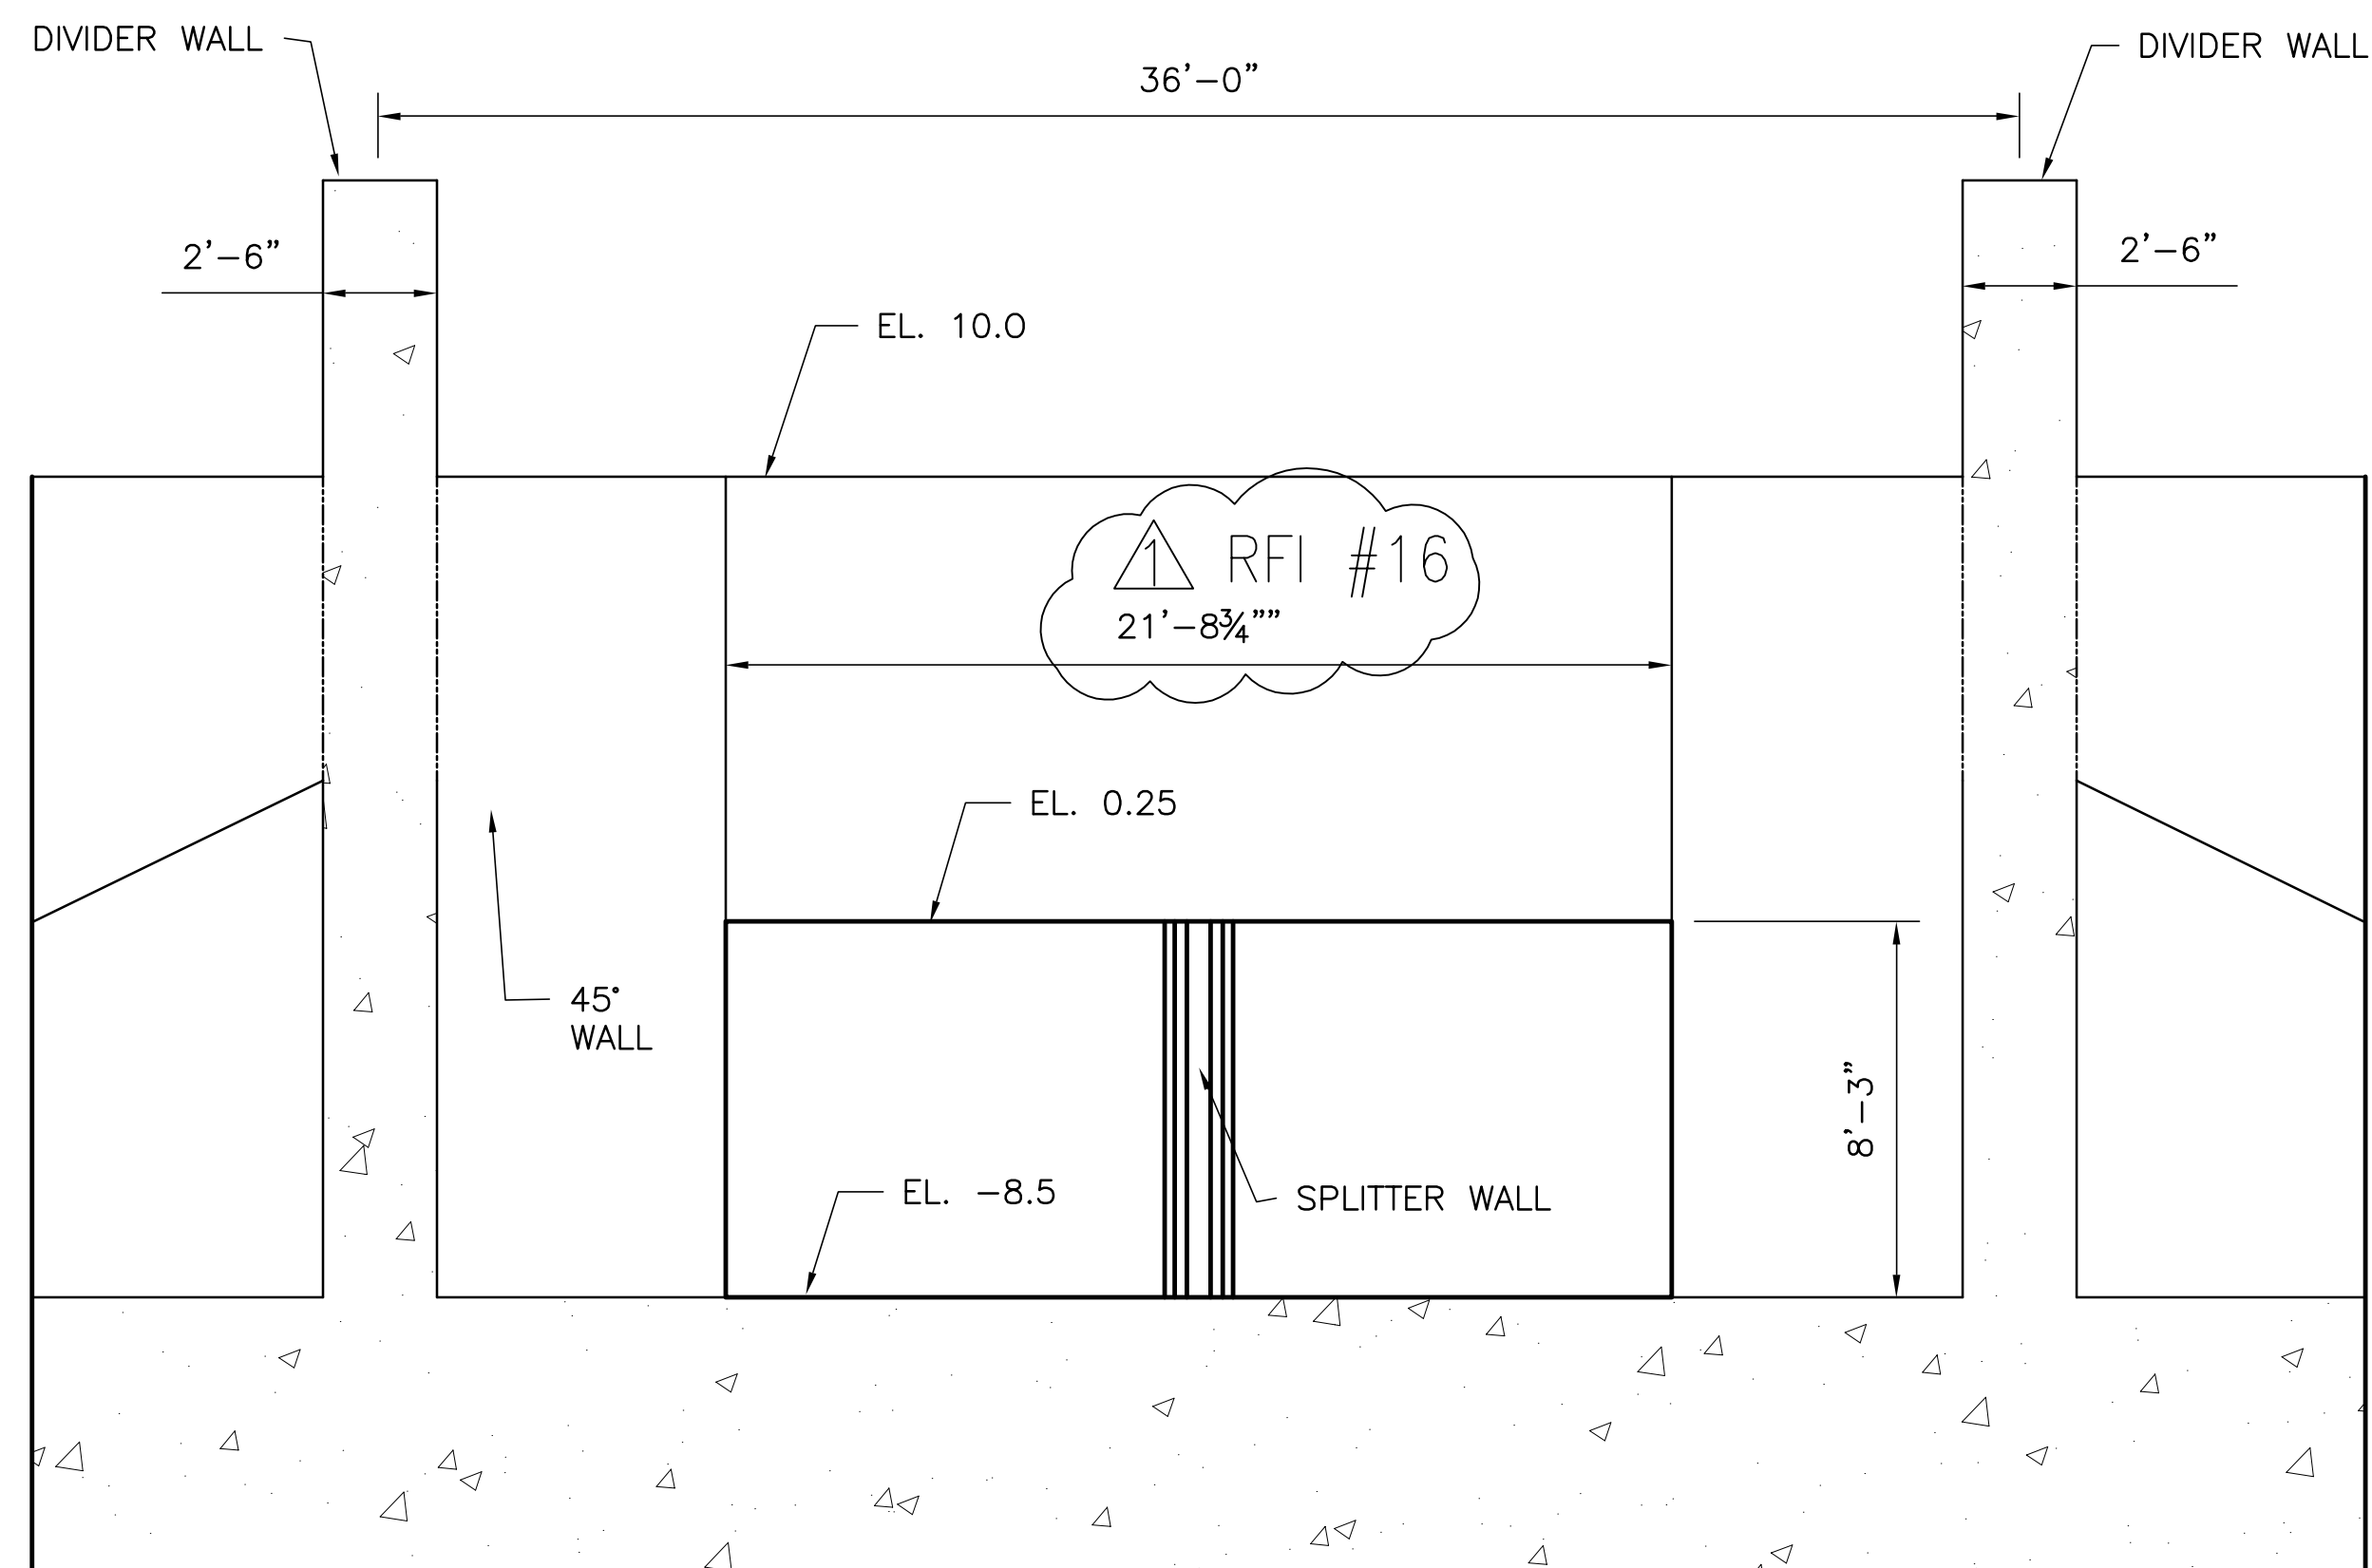 DIVIDER WALL
DIVIDER WALL
36'-0"
2'-6"
2'-6"
EL. 10.0
1 RFI #16
21'-8¾""
EL. 0.25
45°
WALL
8'-3"
EL. -8.5
SPLITTER WALL